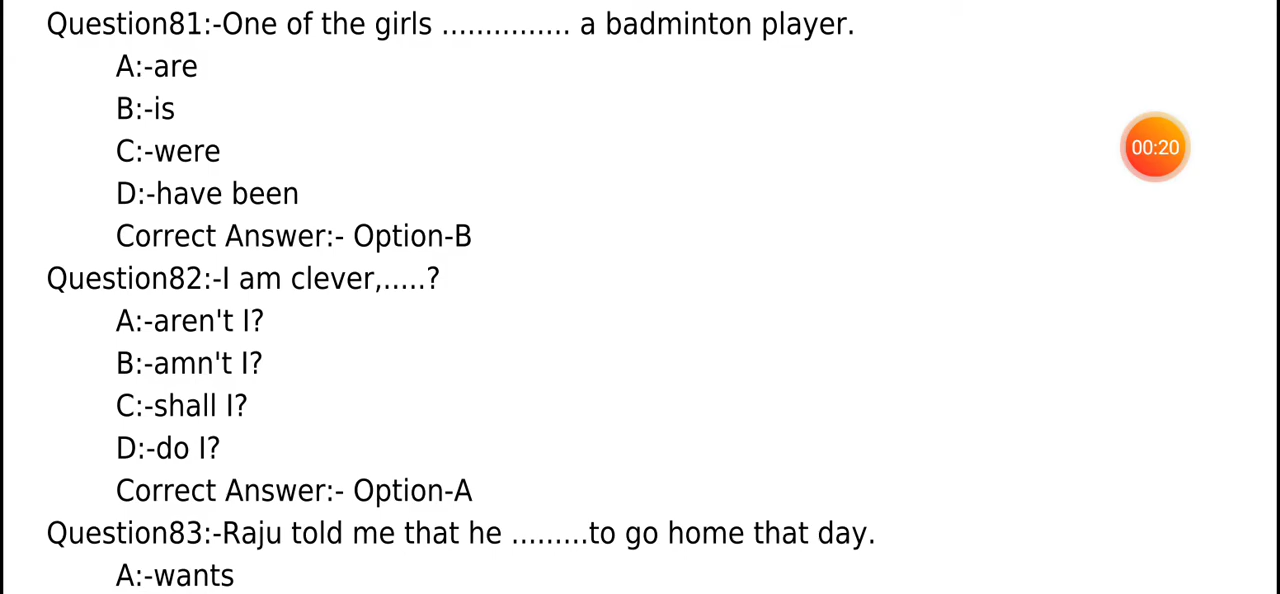 Question81:-One of the girls ............... a badminton player.
A:-are
B:-is
C:-were
D:-have been
Correct Answer:- Option-B
Question82:-I am clever,.....?
A:-aren't I?
B:-amn't I?
C:-shall I?
D:-do I?
Correct Answer:- Option-A
Question83:-Raju told me that he .........to go home that day.
A:-wants
00:20